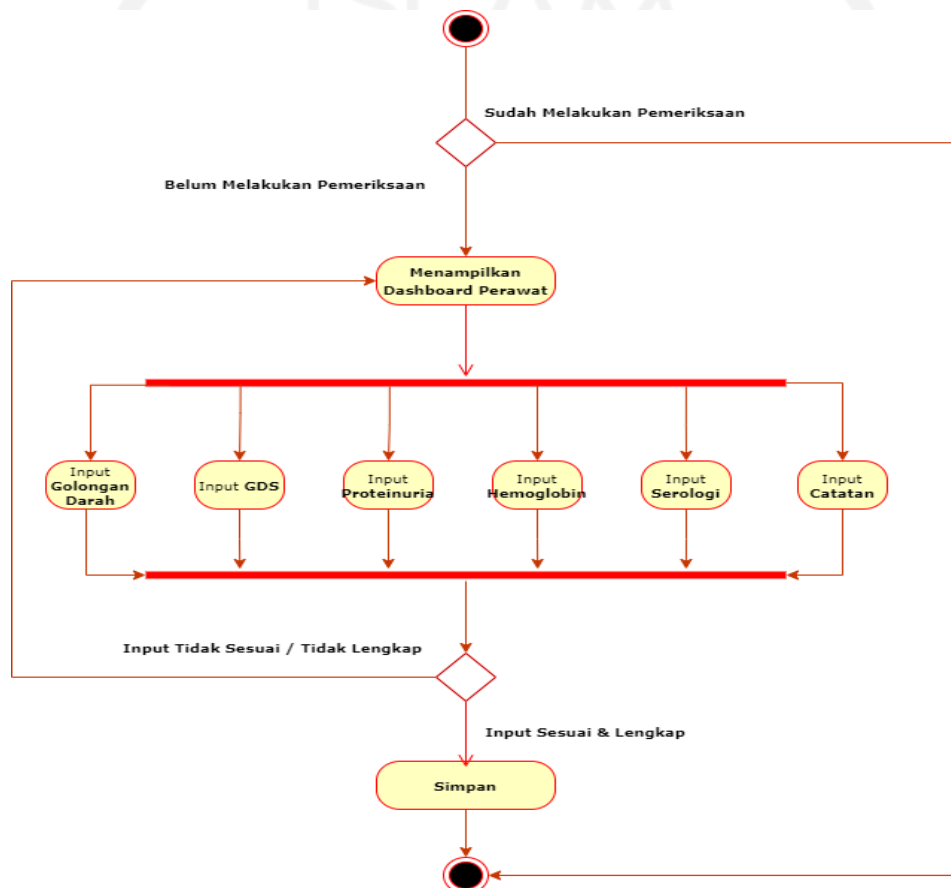 Sudah Melakukan Pemeriksaan
Belum Melakukan Pemeriksaan
Menampilkan
Dashboard Perawat
Input
Golongan
Darah
Input GDS
Input
Proteinuria
Input
Hemoglobin
Input
Serologi
Input
Catatan
Input Tidak Sesuai / Tidak Lengkap
Input Sesuai & Lengkap
Simpan